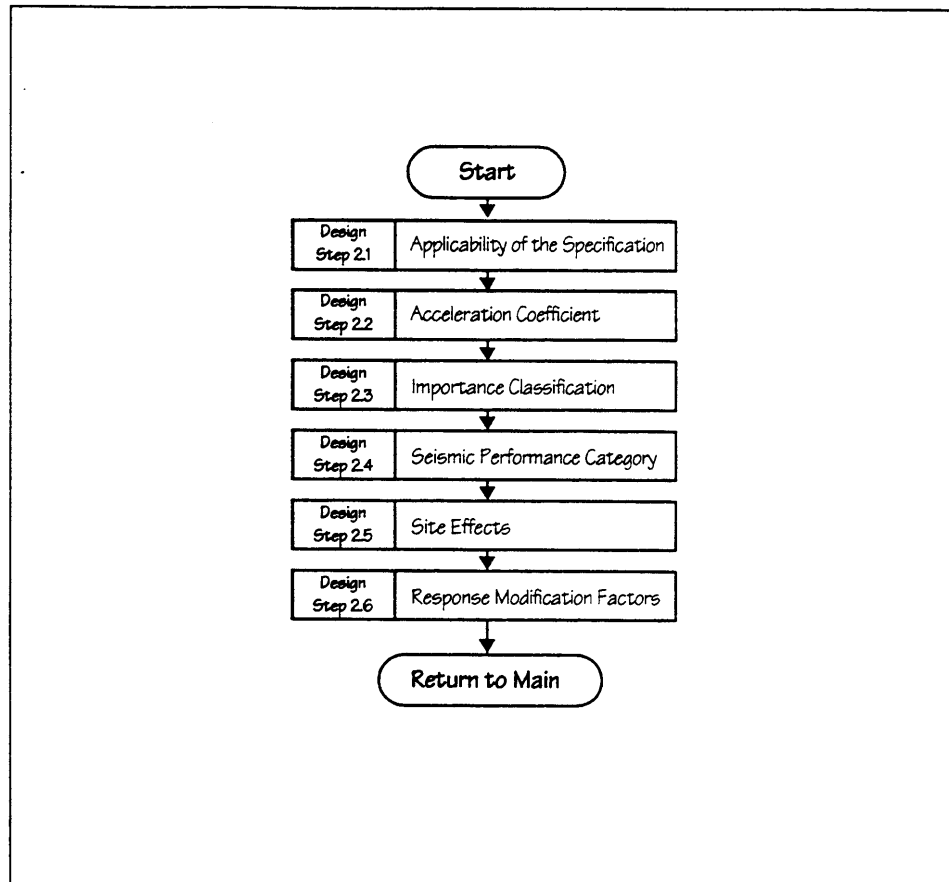 Start
Design
Step 2.1
Applicability of the Specification
Design
Step 2.2
Acceleration Coefficient
Design
Step 2.3
Importance Classification
Design
Step 2.4
Seismic Performance Category
Design
Step 2.5
Site Effects
Design
Step 2.6
Response Modification Factors
Return to Main